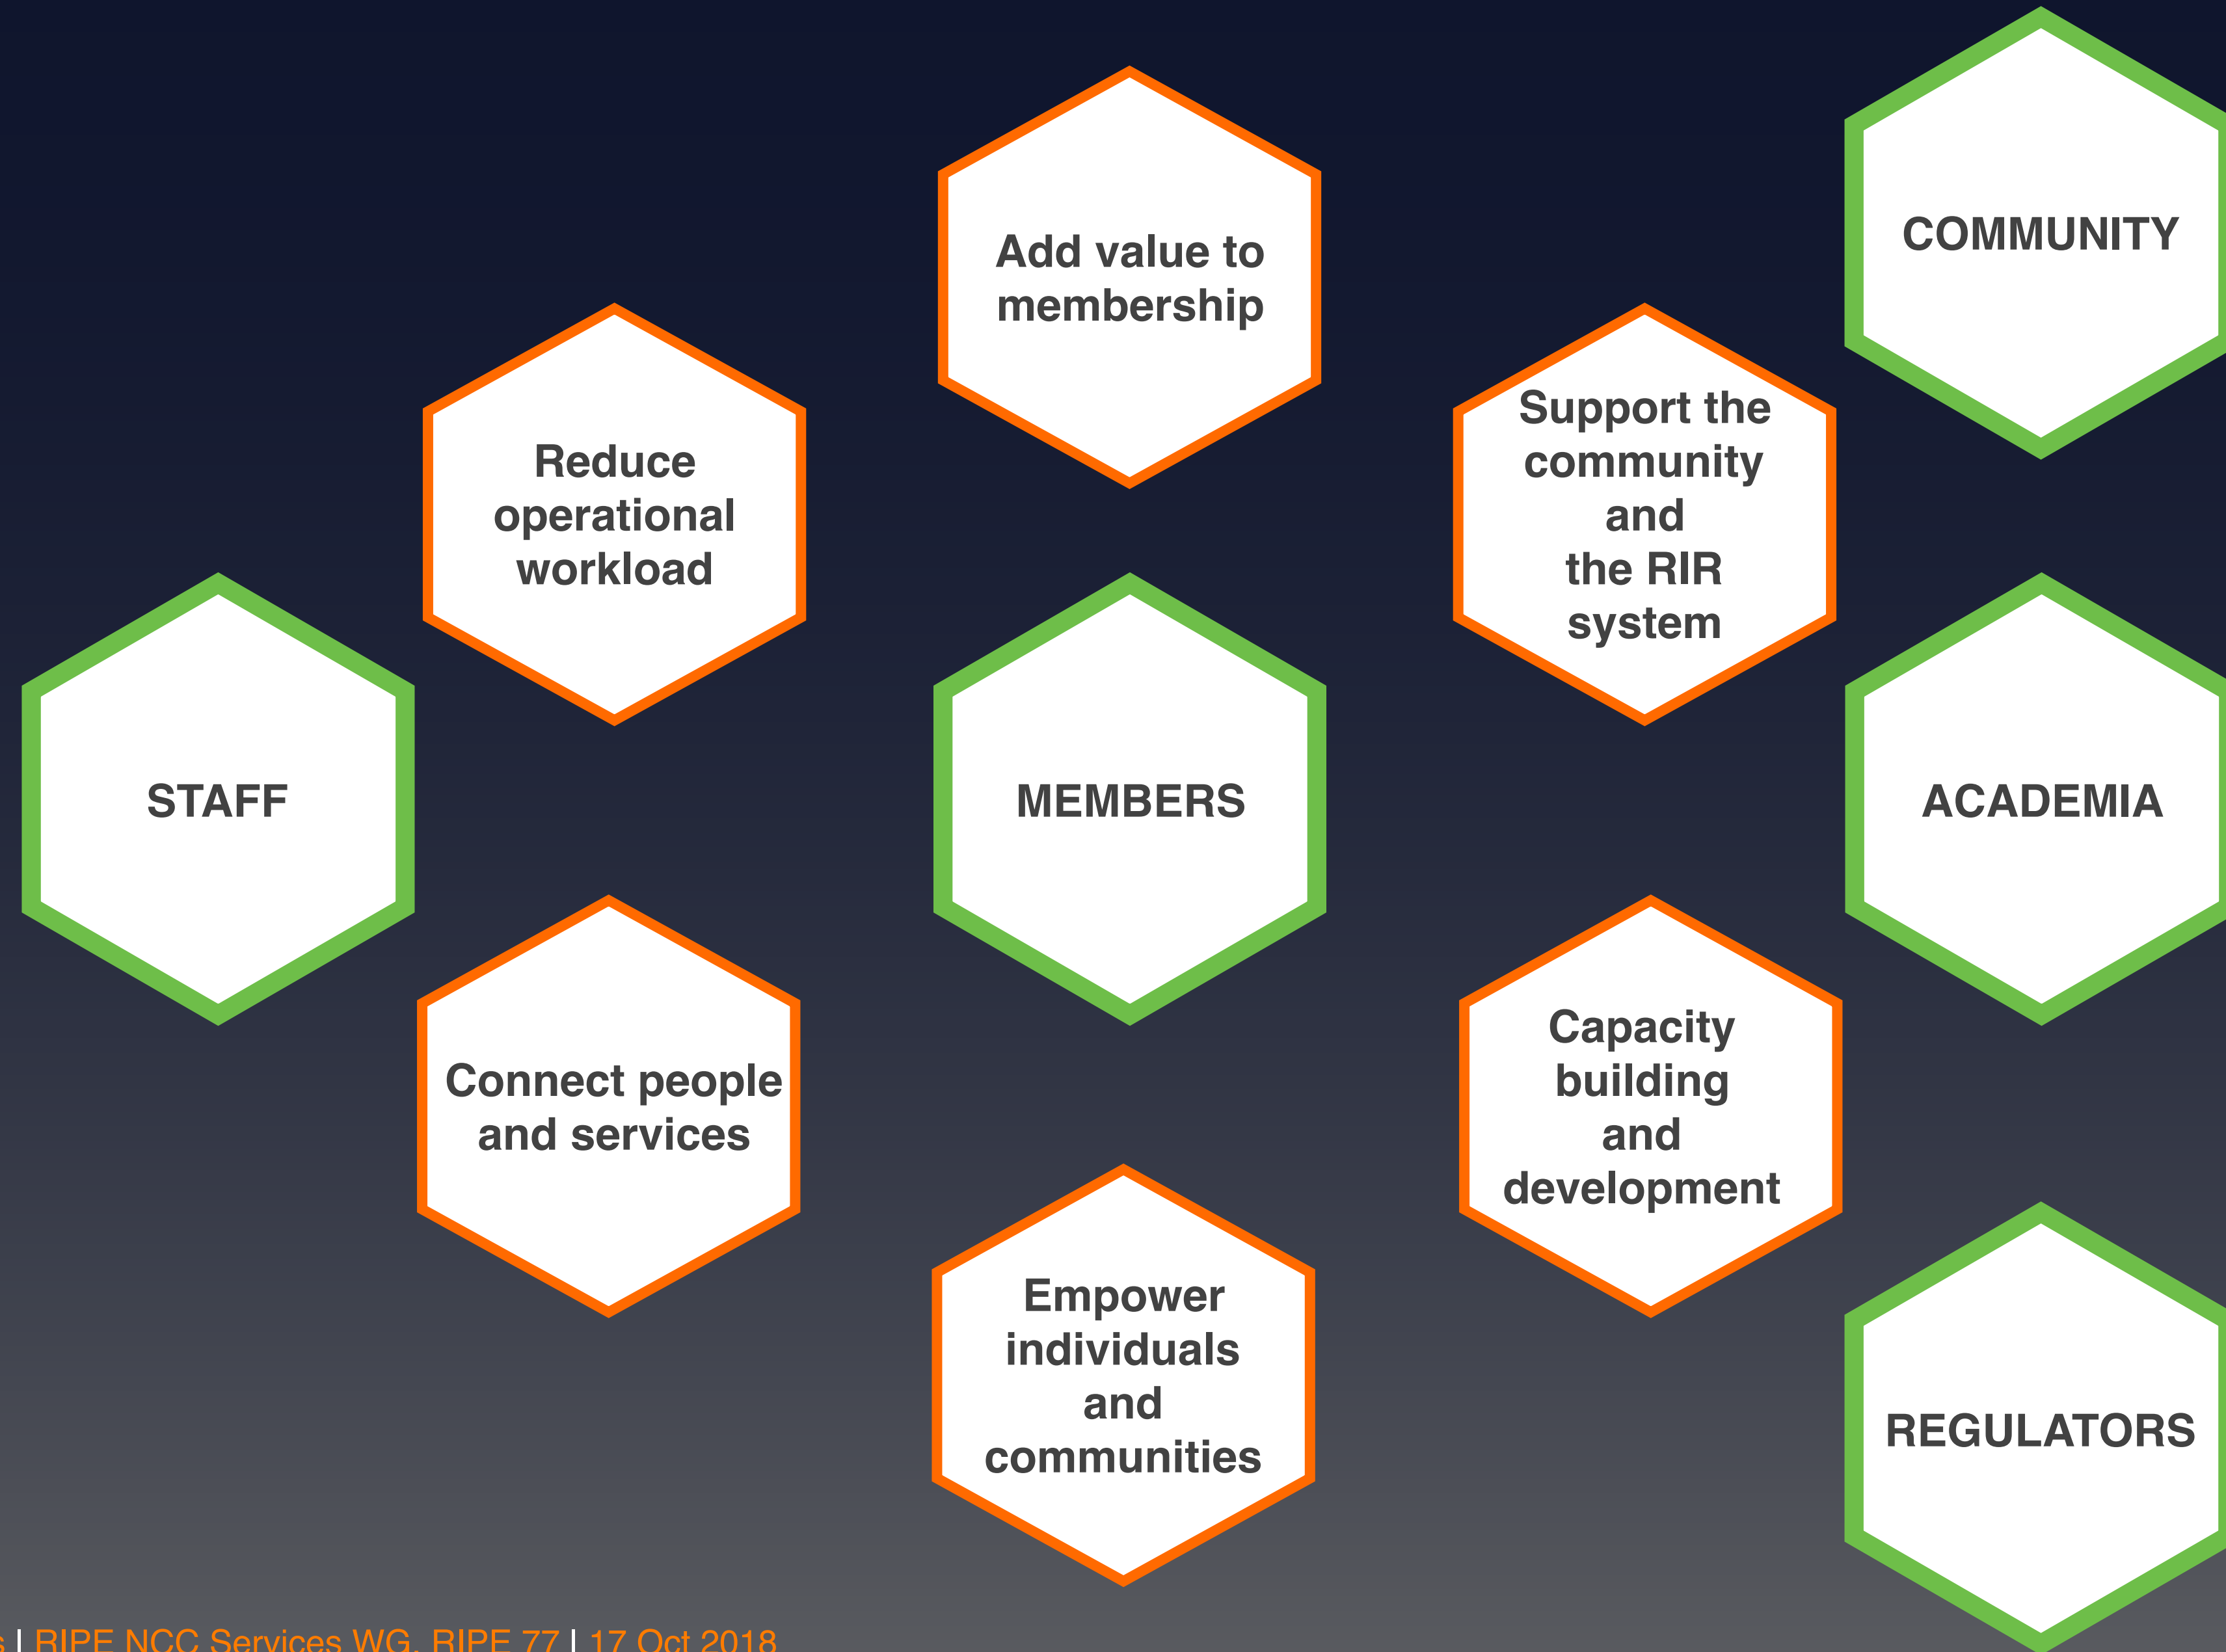 COMMUNITY
Add value to
membership
Support the
community
and
the RIR
system
Reduce
operational
workload
STAFF
MEMBERS
ACADEMIA
Connect people
and services
Capacity
building
and
development
Empower
individuals
and
communities
REGULATORS
s | RIPE NCC Services WG, RIPE 77 | 17 Oct 2018